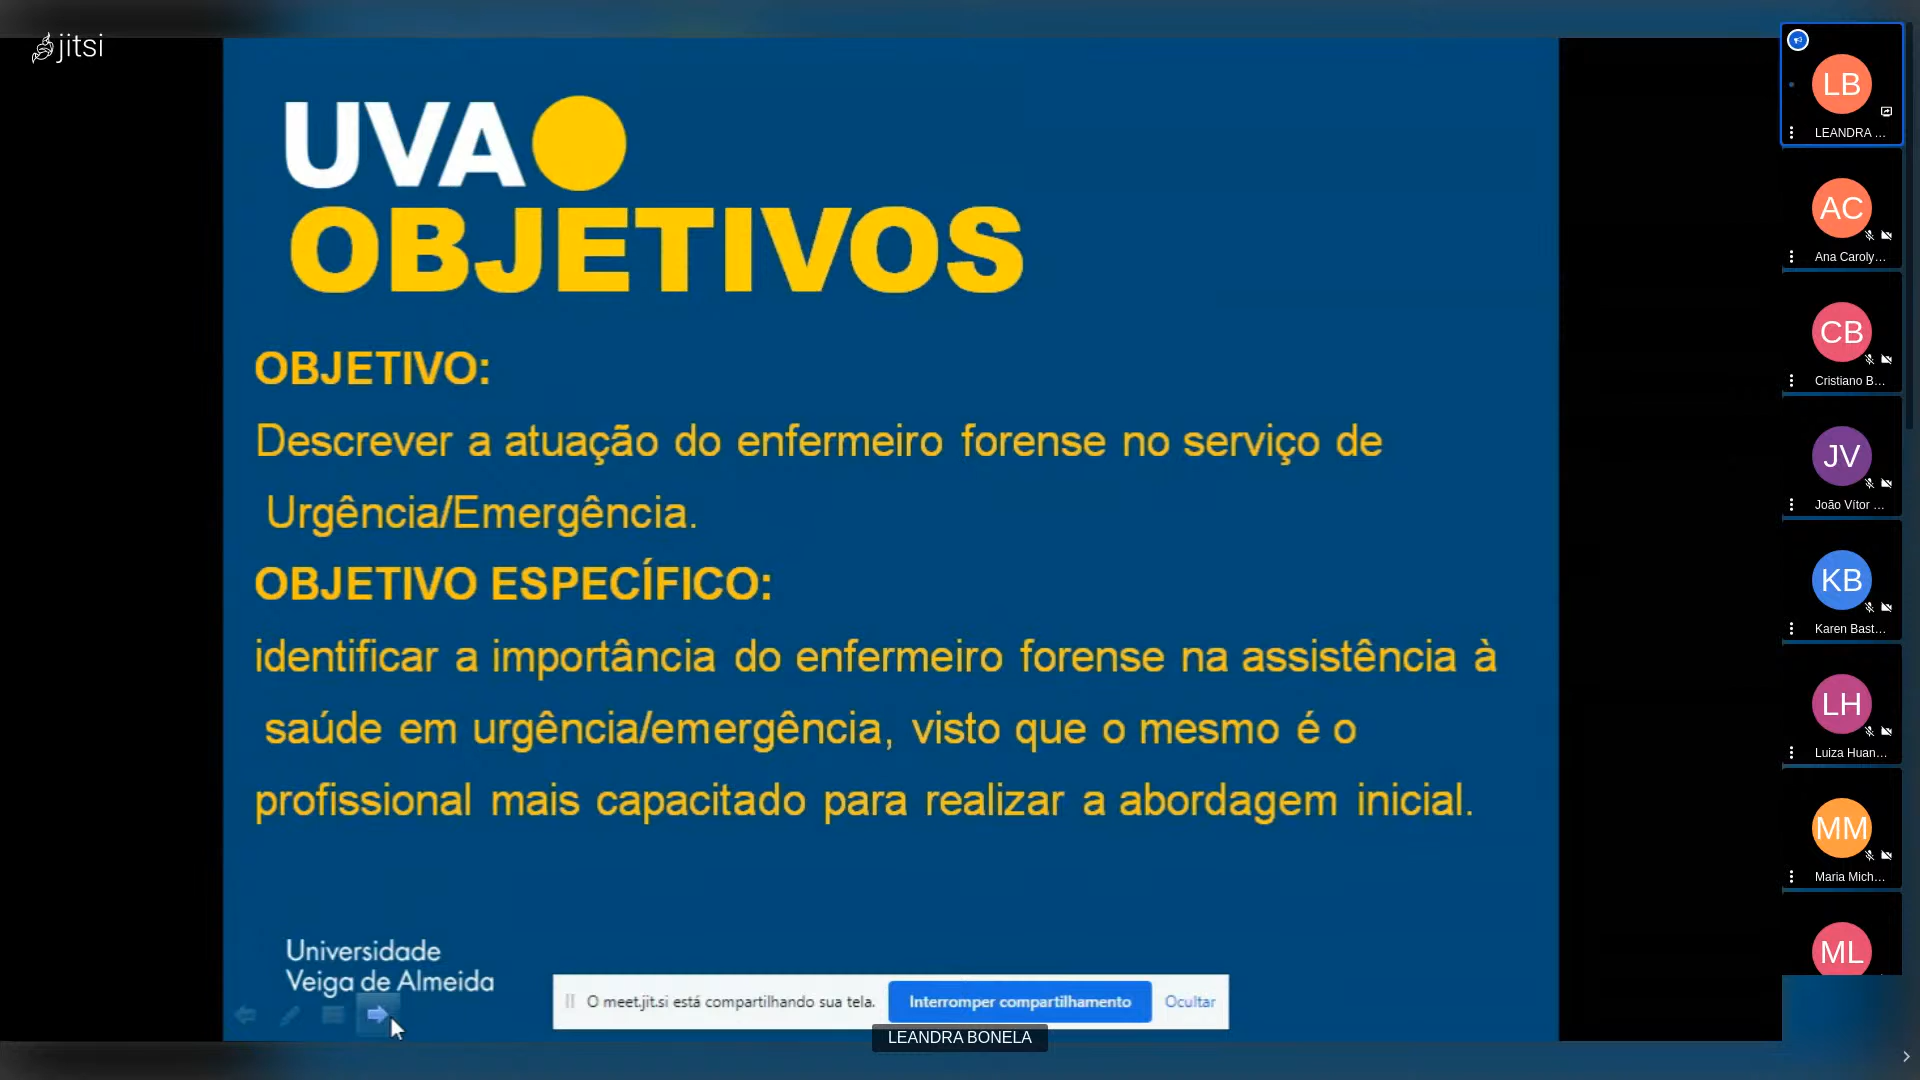 jitsi
UVA
OBJETIVOS
OBJETIVO:
Descrever a atuação do enfermeiro forense no serviço de
Urgência/Emergência.
OBJETIVO ESPECÍFICO:
identificar a importância do enfermeiro forense na assistência à
saúde em urgência/emergência, visto que o mesmo é o
profissional mais capacitado para realizar a abordagem inicial.
Universidade
Veiga de Almeida
O meet.jit.si está compartilhando sua tela.
Interromper compartilhamento
Ocultar
LEANDRA BONELA
LB
LEANDRA ...
AC
Ana Caroly...
CB
Cristiano B...
JV
João Vítor ...
KB
Karen Bast...
LH
Luiza Huan...
MM
Maria Mich...
ML